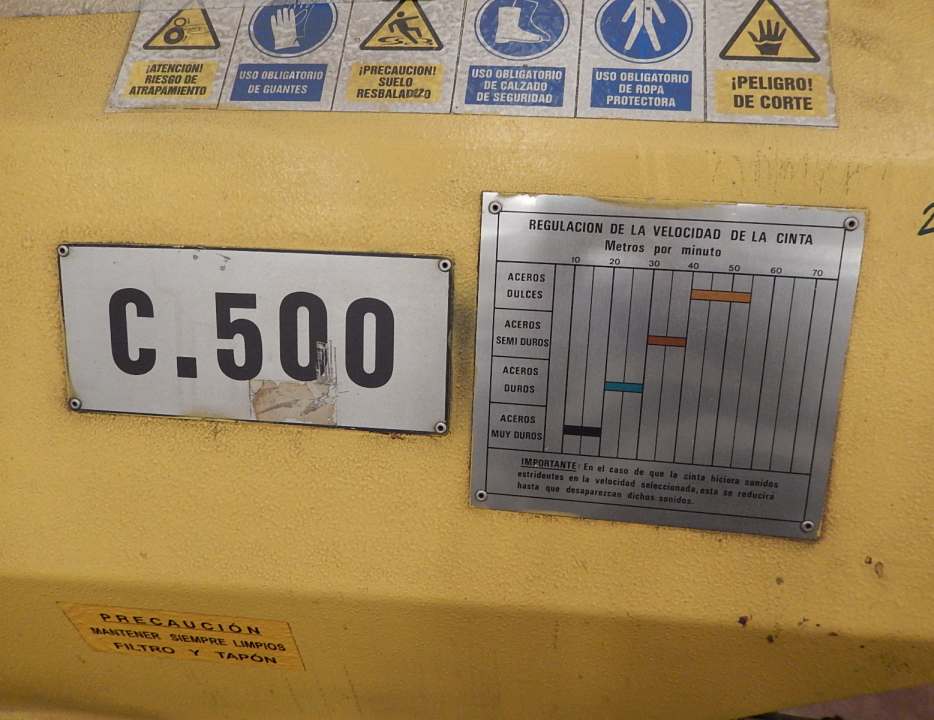 ¡ATENCION!
RIESGO DE
ATRAPAMIENTO
USO OBLIGATORIO
DE GUANTES
¡PRECAUCION!
SUELO
RESBALADIZO
USO OBLIGATORIO
DE CALZADO
DE SEGURIDAD
USO OBLIGATORIO
DE ROPA
PROTECTORA
¡PELIGRO!
DE CORTE
C.500
REGULACION DE LA VELOCIDAD DE LA CINTA
Metros por minuto
10 20 30 40 50 60 70
ACEROS
DULCES
ACEROS
SEMI DUROS
ACEROS
DUROS
ACEROS
MUY DUROS
IMPORTANTE: En el caso de que la cinta hiciera sonidos
estridentes en la velocidad seleccionada, esta se reducirá
hasta que desaparezcan dichos sonidos.
2
PRECAUCIÓN
MANTENER SIEMPRE LIMPIOS
FILTRO Y TAPÓN